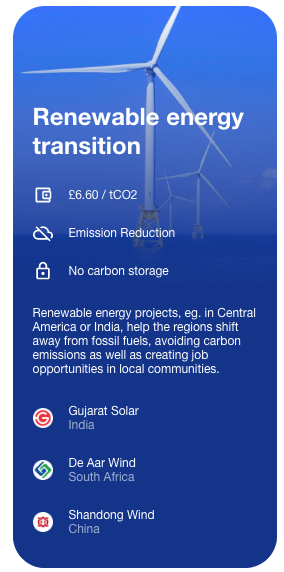 Renewable energy
transition
£6.60 / tCO2
Emission Reduction
No carbon storage
Renewable energy projects, eg. in Central
America or India, help the regions shift
away from fossil fuels, avoiding carbon
emissions as well as creating job
opportunities in local communities.
Gujarat Solar
India
De Aar Wind
South Africa
Shandong Wind
China